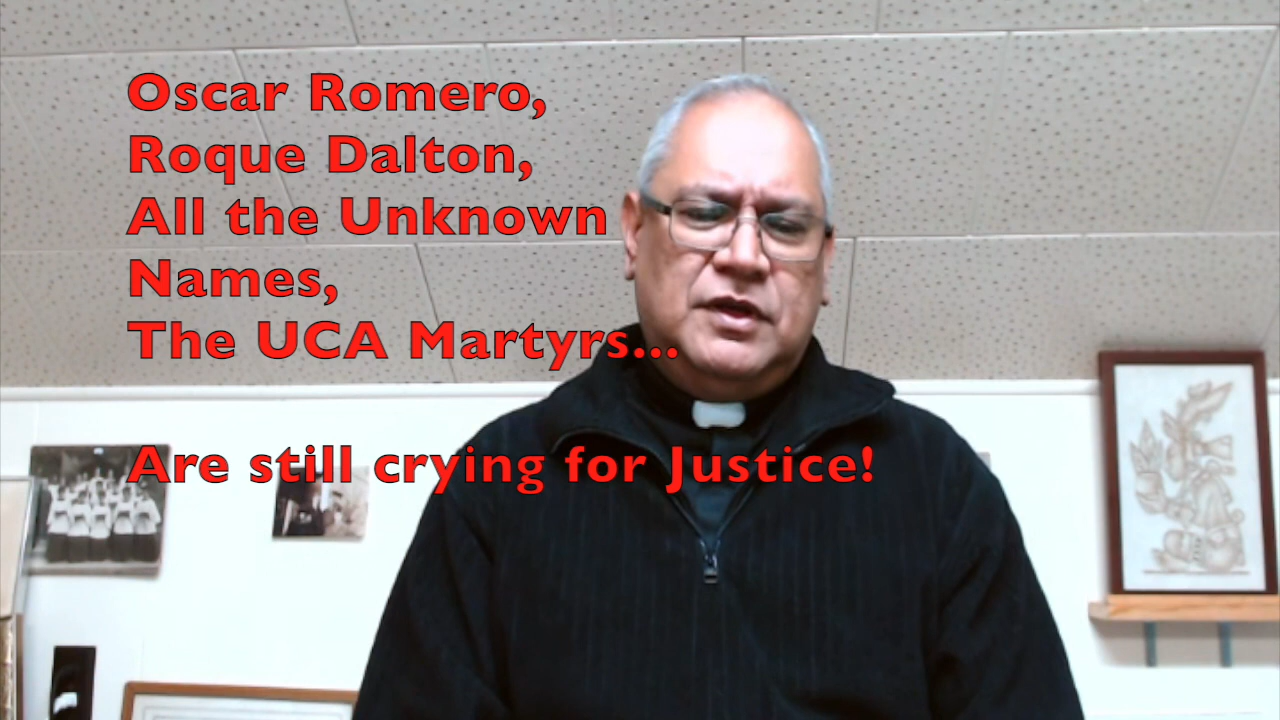 Oscar Romero,
Roque Dalton,
All the Unknown
Names,
The UCA Martyrs...
Are still crying for Justice!